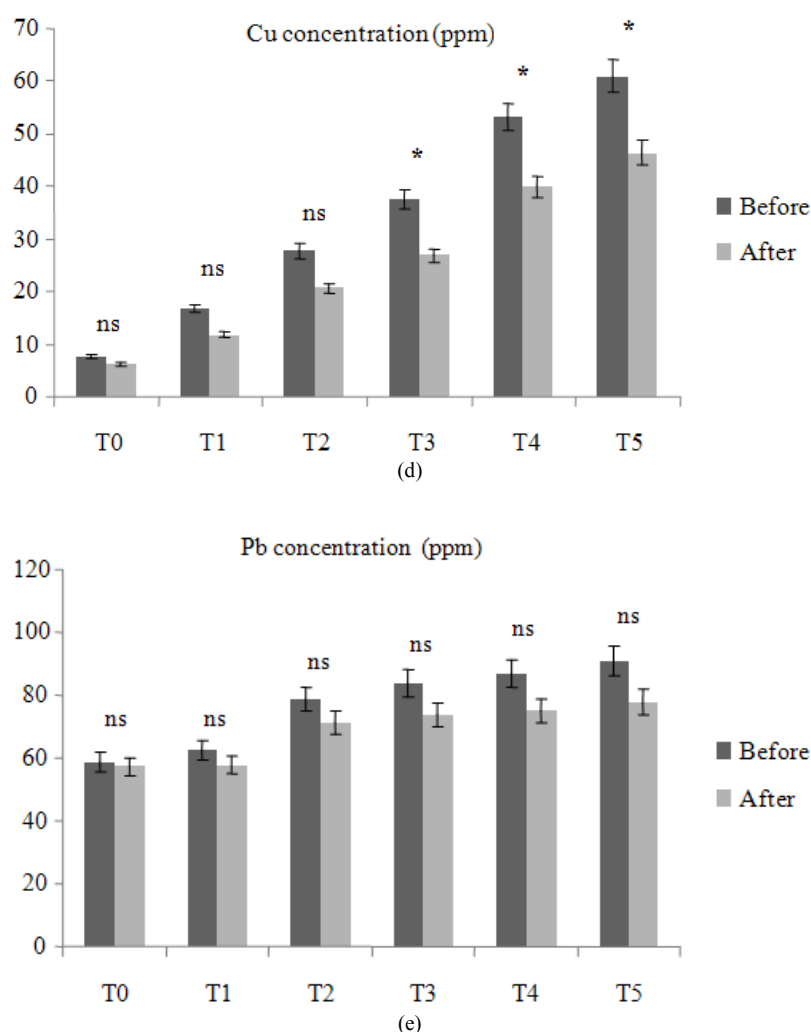 Cu concentration (ppm)
70
60
50
40
30
20
10
0
ns
ns
ns
*
*
*
T0 T1 T2 T3 T4 T5
Before
After
(d)
Pb concentration (ppm)
120
100
80
60
40
20
0
ns
ns
ns
ns
ns
ns
T0 T1 T2 T3 T4 T5
Before
After
(e)